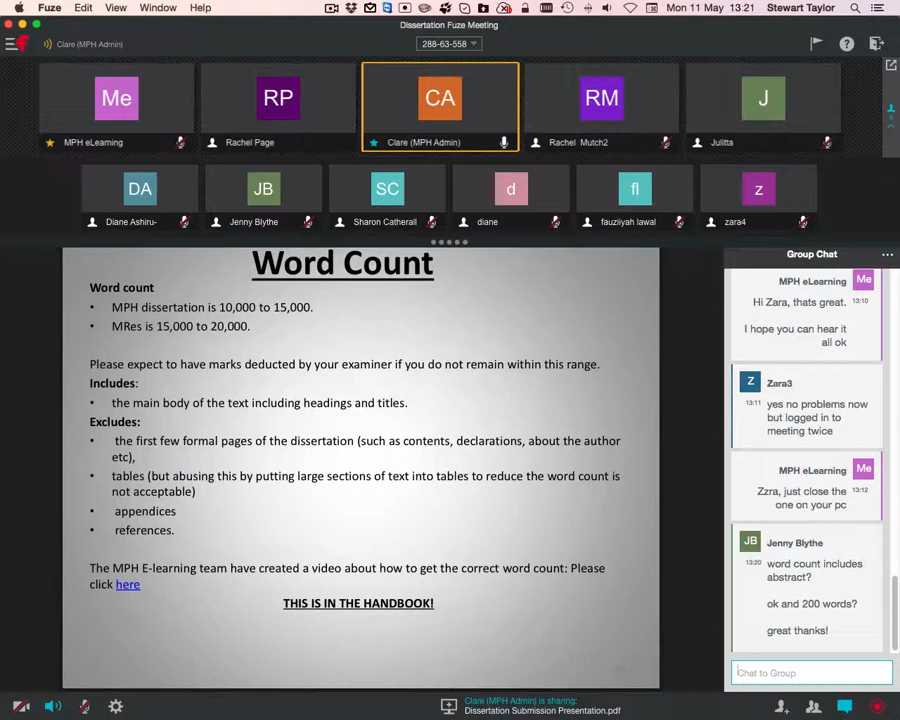 Fuze Edit View Window Help
Mon 11 May 13:21 Stewart Taylor
Dissertation Fuze Meeting
Clare (MPH Admin)
288-63-558
Me
RP
CA
RM
J
MPH eLearning
Rachel Page
Clare (MPH Admin)
Rachel Mutch2
Julitta
DA
JB
SC
d
fl
z
Diane Ashiru-
Jenny Blythe
Sharon Catherall
diane
fauziiyah lawal
zara4
Word Count
Word count
• MPH dissertation is 10,000 to 15,000.
• MRes is 15,000 to 20,000.
Please expect to have marks deducted by your examiner if you do not remain within this range.
Includes:
• the main body of the text including headings and titles.
Excludes:
• the first few formal pages of the dissertation (such as contents, declarations, about the author
etc),
• tables (but abusing this by putting large sections of text into tables to reduce the word count is
not acceptable)
• appendices
• references.
The MPH E-learning team have created a video about how to get the correct word count: Please
click here
THIS IS IN THE HANDBOOK!
Group Chat
MPH eLearning Me
Hi Zara, thats great. 13:10
I hope you can hear it
all ok
Z Zara3
13:11 yes no problems now
but logged in to
meeting twice
MPH eLearning Me
Zzra, just close the 13:12
one on your pc
JB Jenny Blythe
13:20 word count includes
abstract?
ok and 200 words?
great thanks!
Chat to Group
Clare (MPH Admin) is sharing:
Dissertation Submission Presentation.pdf